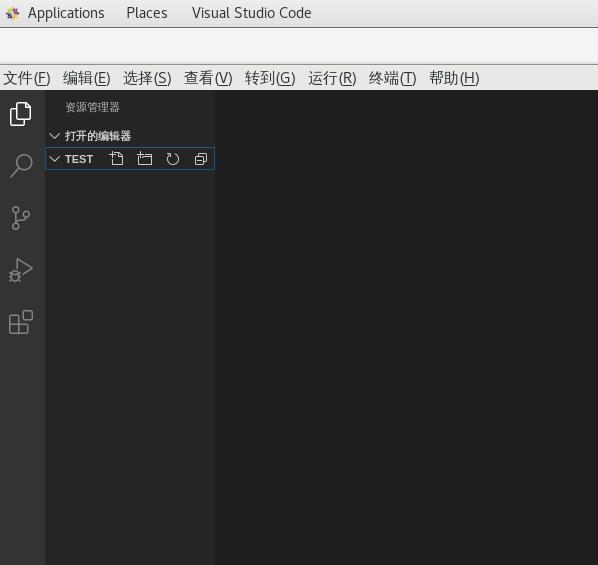 Applications Places Visual Studio Code
文件(F) 编辑(E) 选择(S) 查看(V) 转到(G) 运行(R) 终端(T) 帮助(H)
资源管理器
打开的编辑器
TEST